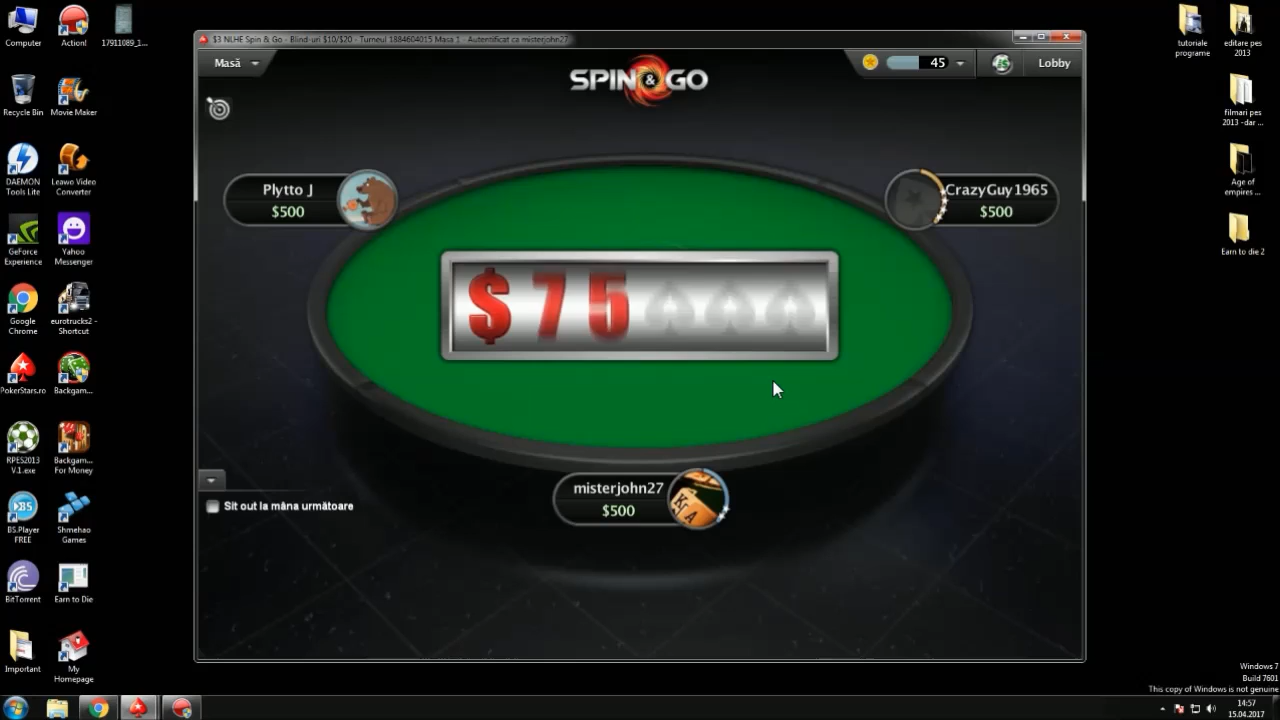 Computer
Action!
17911089_1...
tutoriale
programe
editare pes
2013
$3 NLHE Spin & Go - Blind-uri $10/$20 - Turneul 1884604015 Masa 1 - Autentificat ca misterjohn27
Masă
SPIN&GO
45
Lobby
Recycle Bin
Movie Maker
filmari pes
2013 -dar ...
DAEMON
Tools Lite
Leawo Video
Converter
Age of
empires ...
Plytto J
$500
CrazyGuy1965
$500
GeForce
Experience
Yahoo
Messenger
Earn to die 2
$75
Google
Chrome
eurotrucks2 -
Shortcut
PokerStars.ro
Backgam...
RPES2013
V.1.exe
Backgam...
For Money
misterjohn27
$500
Sit out la mâna următoare
BS.Player
FREE
Shmehao
Games
BitTorrent
Earn to Die
Important
My
Homepage
Windows 7
Build 7601
This copy of Windows is not genuine
14:57
15.04.2017